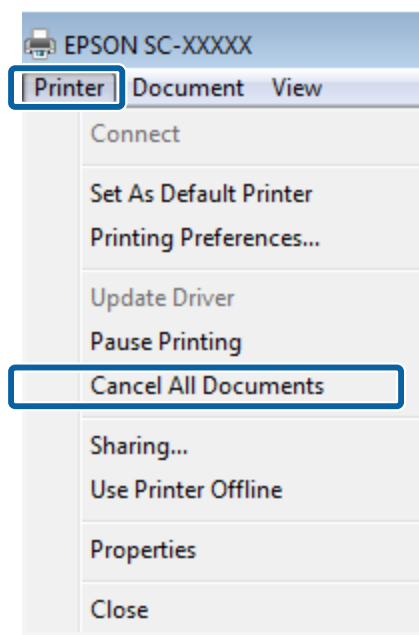 EPSON SC-XXXXX
Printer Document View
Connect
Set As Default Printer
Printing Preferences...
Update Driver
Pause Printing
Cancel All Documents
Sharing...
Use Printer Offline
Properties
Close